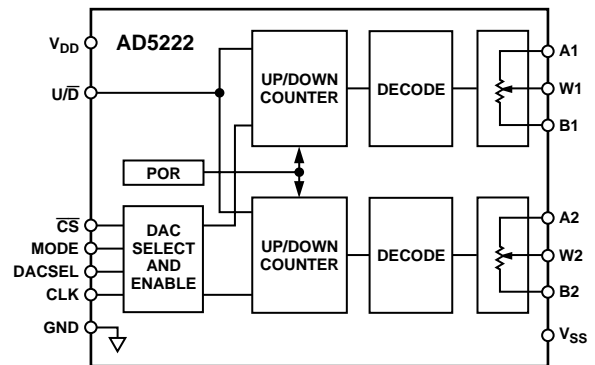 AD5222
VDD
U/D̅
C̅S̅
MODE
DACSEL
CLK
GND
POR
DAC
SELECT
AND
ENABLE
UP/DOWN
COUNTER
DECODE
A1
W1
B1
UP/DOWN
COUNTER
DECODE
A2
W2
B2
VSS